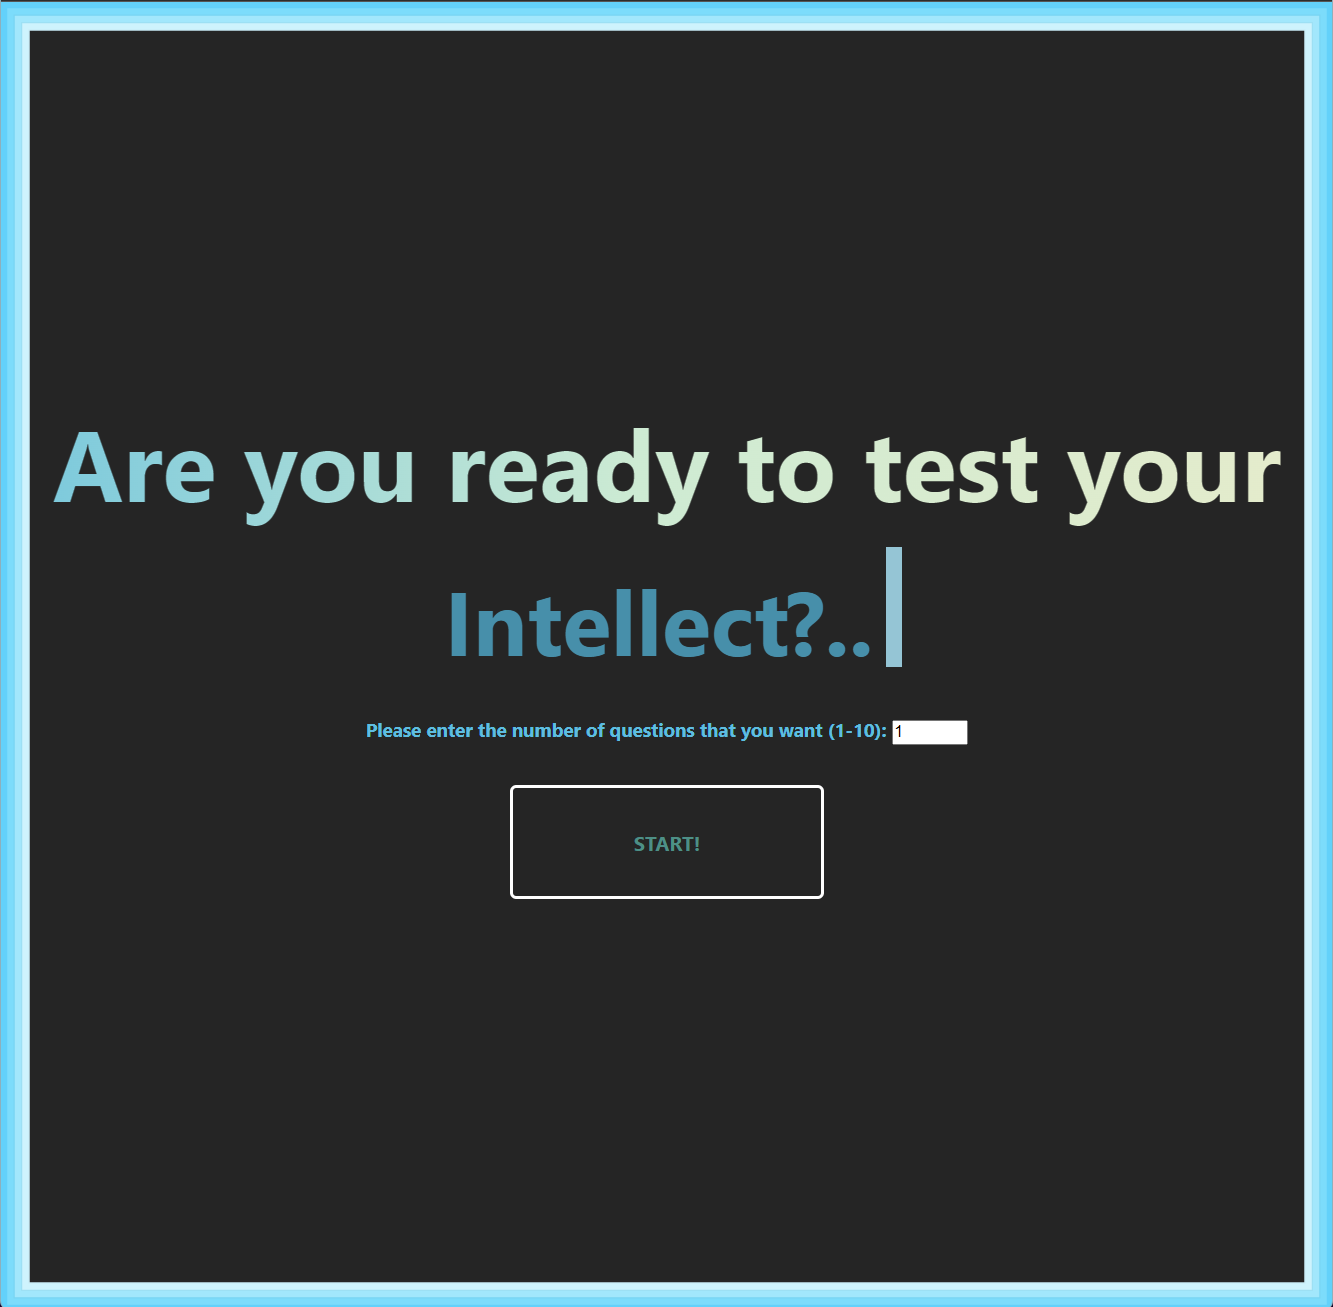 Are you ready to test your
Intellect?..
Please enter the number of questions that you want (1-10): 1
START!